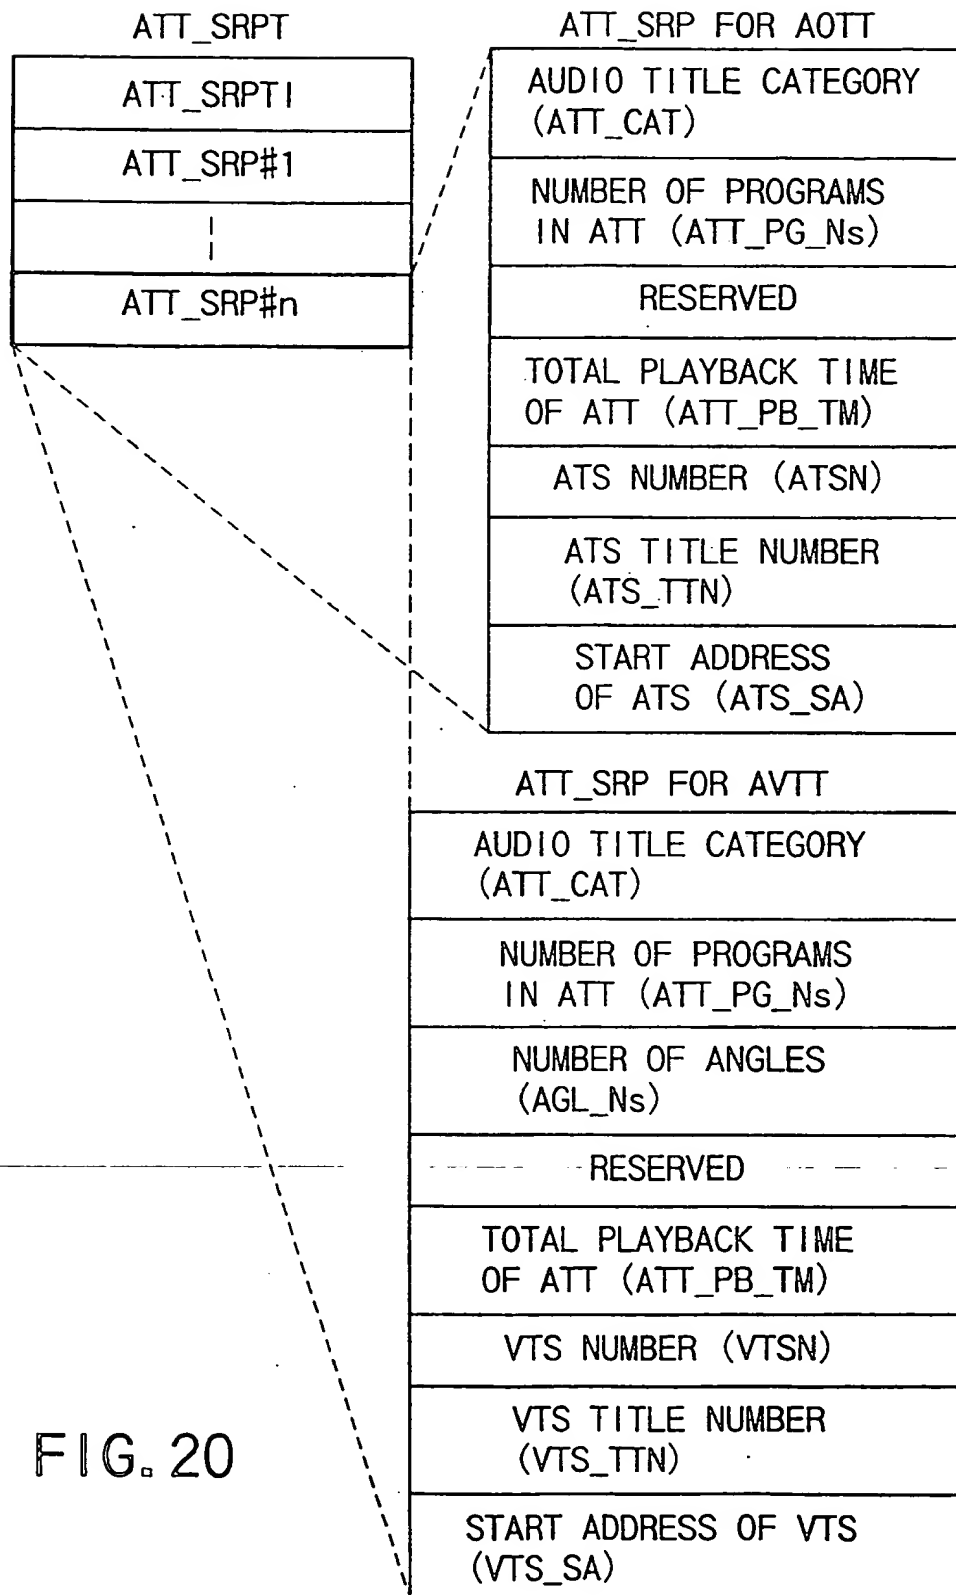 ATT_SRPT
ATT_SRPTI
ATT_SRP#1
ATT_SRP#n
ATT_SRP FOR AOTT
AUDIO TITLE CATEGORY
(ATT_CAT)
NUMBER OF PROGRAMS
IN ATT (ATT_PG_Ns)
RESERVED
TOTAL PLAYBACK TIME
OF ATT (ATT_PB_TM)
ATS NUMBER (ATSN)
ATS TITLE NUMBER
(ATS_TTN)
START ADDRESS
OF ATS (ATS_SA)
ATT_SRP FOR AVTT
AUDIO TITLE CATEGORY
(ATT_CAT)
NUMBER OF PROGRAMS
IN ATT (ATT_PG_Ns)
NUMBER OF ANGLES
(AGL_Ns)
RESERVED
TOTAL PLAYBACK TIME
OF ATT (ATT_PB_TM)
VTS NUMBER (VTSN)
VTS TITLE NUMBER
(VTS_TTN)
START ADDRESS OF VTS
(VTS_SA)
FIG. 20